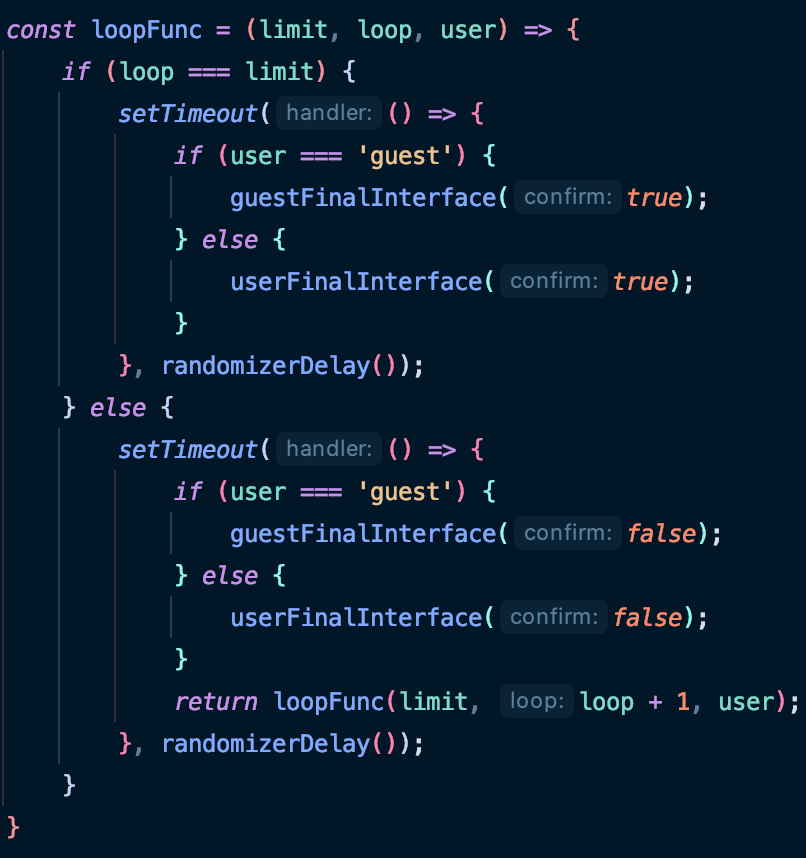 const loopFunc = (limit, loop, user) => {
    if (loop === limit) {
        setTimeout( handler: () => {
            if (user === 'guest') {
                guestFinalInterface( confirm: true);
            } else {
                userFinalInterface( confirm: true);
            }
        }, randomizerDelay());
    } else {
        setTimeout( handler: () => {
            if (user === 'guest') {
                guestFinalInterface( confirm: false);
            } else {
                userFinalInterface( confirm: false);
            }
            return loopFunc(limit, loop: loop + 1, user);
        }, randomizerDelay());
    }
}